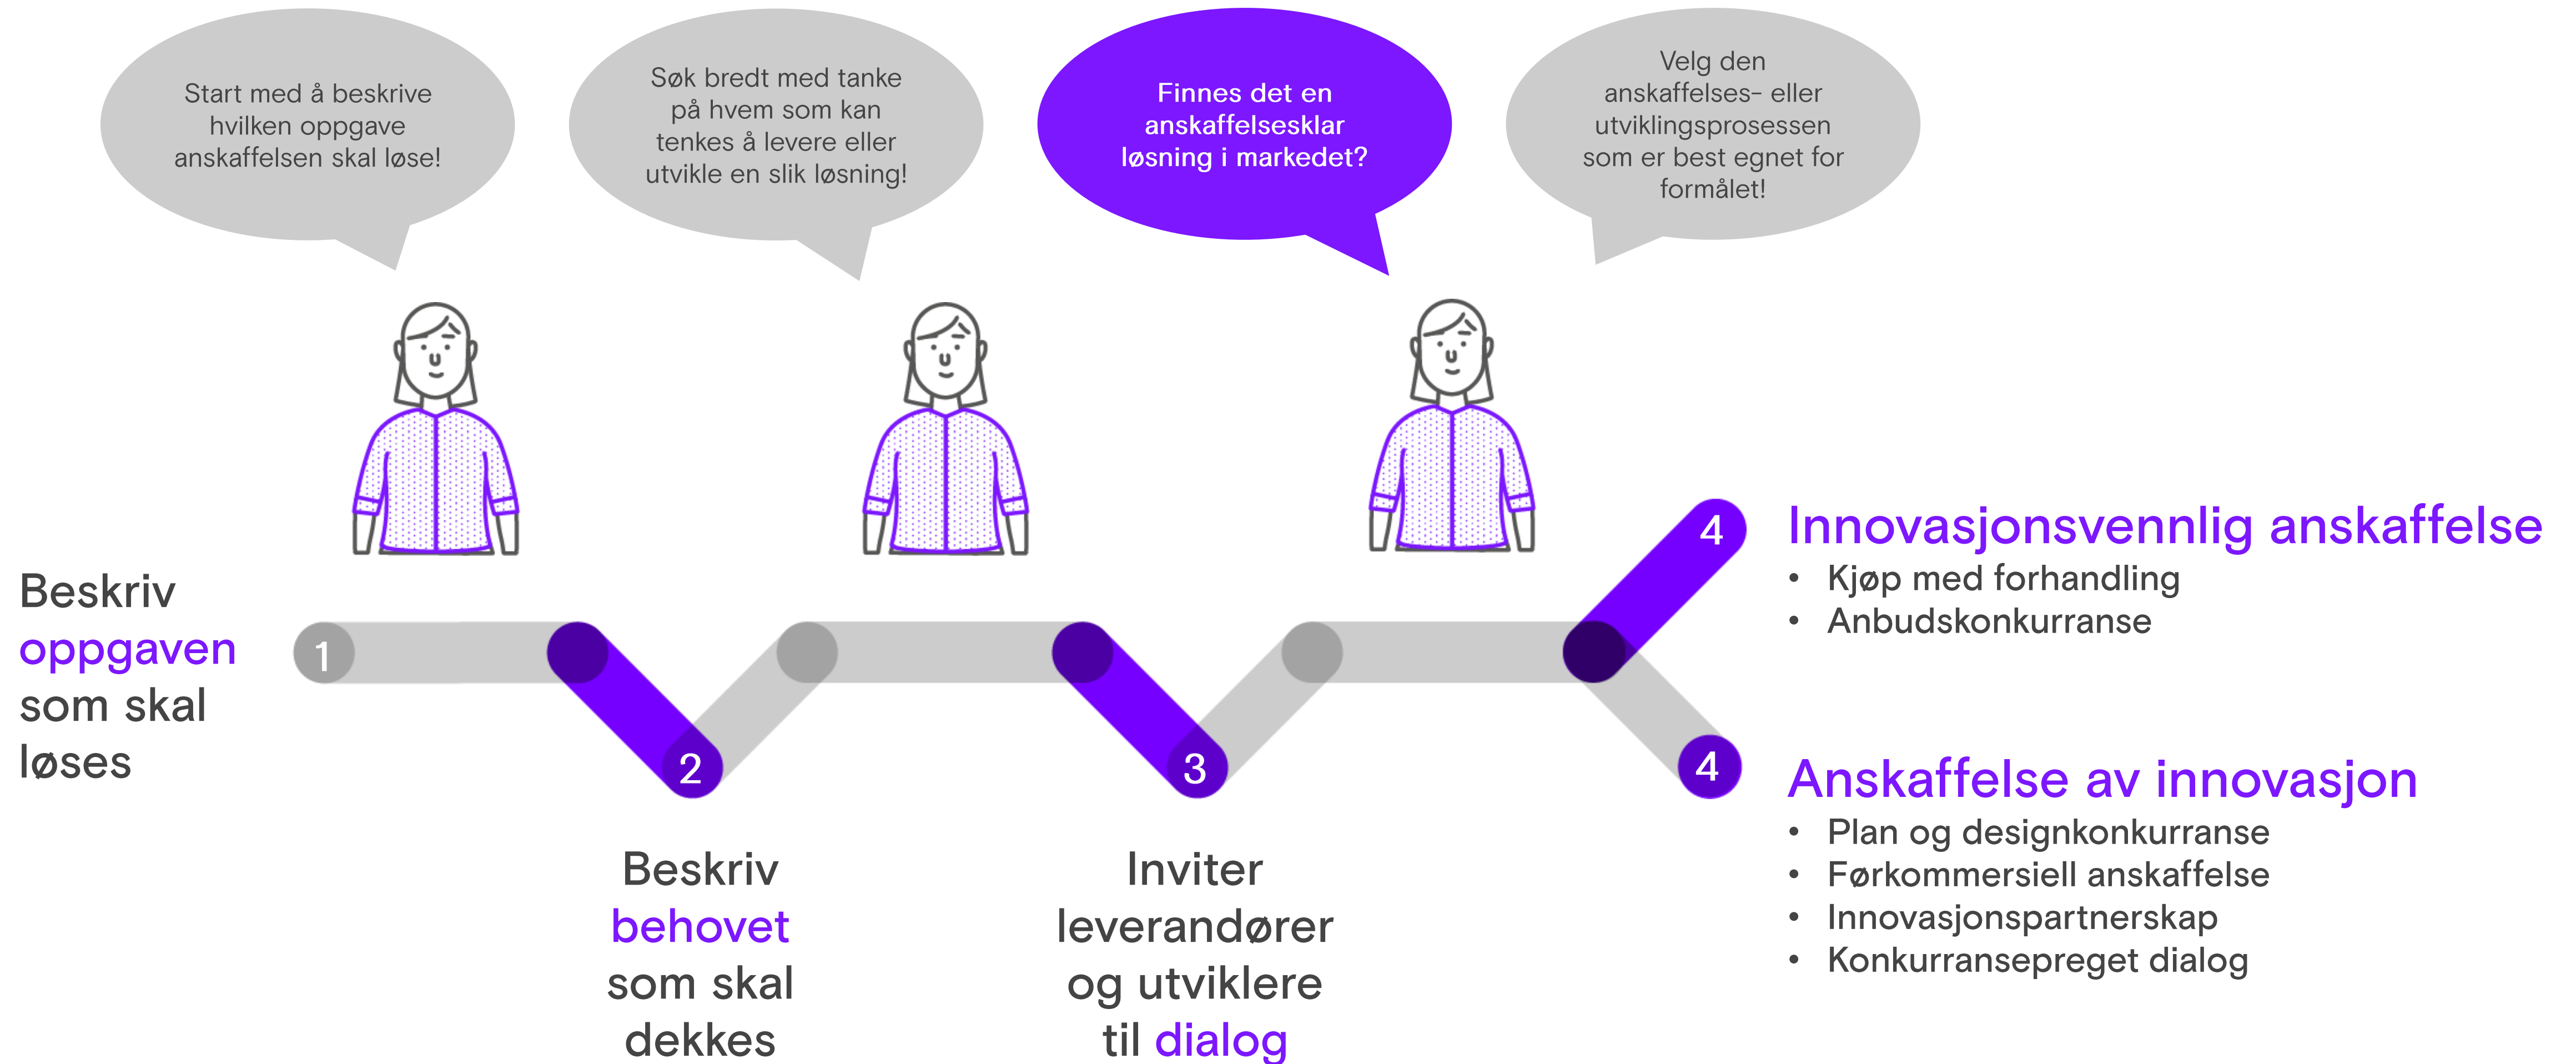 Start med å beskrive
hvilken oppgave
anskaffelsen skal løse!
Søk bredt med tanke
på hvem som kan
tenkes å levere eller
utvikle en slik løsning!
Finnes det en
anskaffelsesklar
løsning i markedet?
Velg den
anskaffelses- eller
utviklingsprosessen
som er best egnet for
formålet!
Beskriv
oppgaven
som skal
løses
1
2
Beskriv
behovet
som skal
dekkes
3
Inviter
leverandører
og utviklere
til dialog
4
Innovasjonsvennlig anskaffelse
• Kjøp med forhandling
• Anbudskonkurranse
4
Anskaffelse av innovasjon
• Plan og designkonkurranse
• Førkommersiell anskaffelse
• Innovasjonspartnerskap
• Konkurransepreget dialog